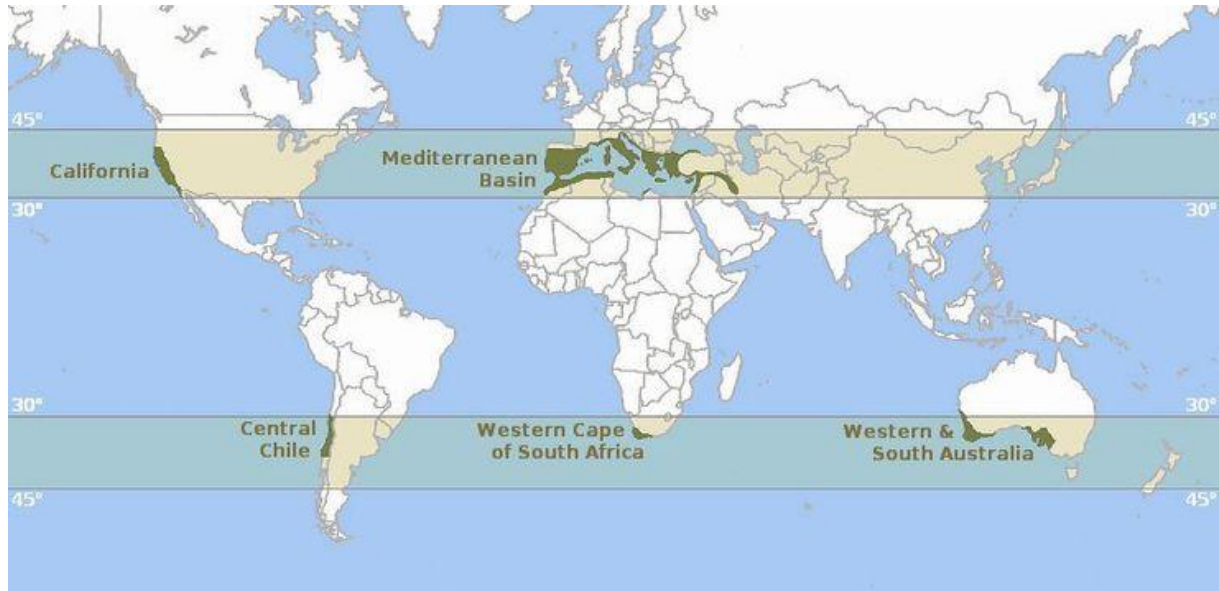 45°
45°
California
Mediterranean
Basin
30°
30°
30°
30°
Central
Chile
Western Cape
of South Africa
Western &
South Australia
45°
45°